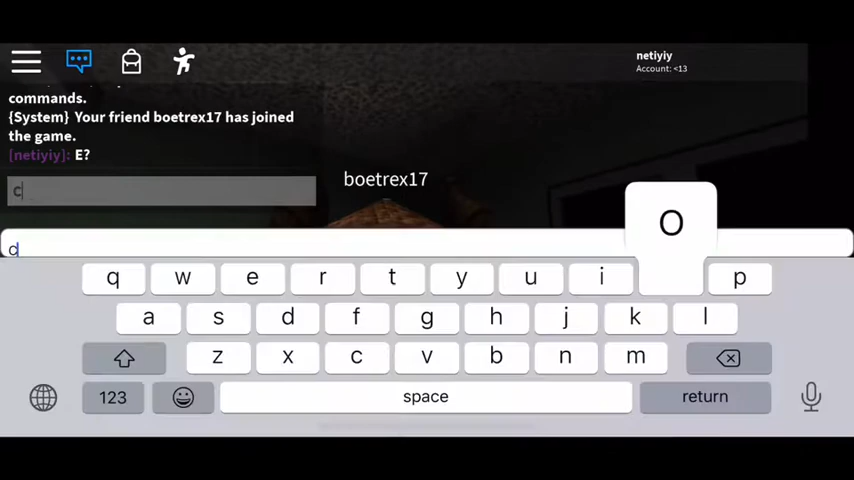 netiyiy
Account: <13
commands.
{System} Your friend boetrex17 has joined
the game.
[netiyiy]: E?
c
boetrex17
c
O
q w e r t y u i p
a s d f g h j k l
z x c v b n m
123 space return